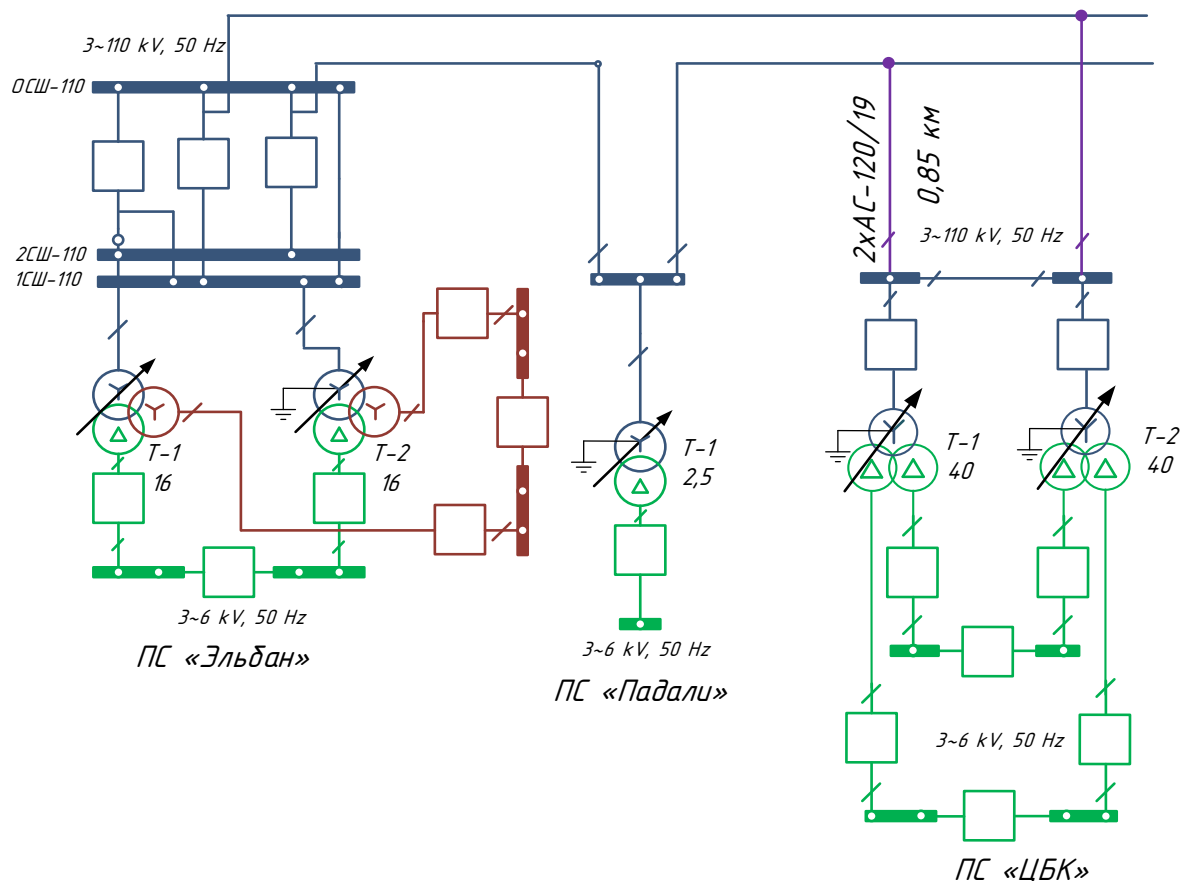 3~110 kV, 50 Hz
ОСШ-110
2СШ-110
1СШ-110
2хАС-120/19
0,85 км
3~110 kV, 50 Hz
Т-1
16
Т-2
16
3~6 kV, 50 Hz
ПС «Эльбан»
Т-1
2,5
3~6 kV, 50 Hz
ПС «Падали»
Т-1
40
Т-2
40
3~6 kV, 50 Hz
ПС «ЦБК»